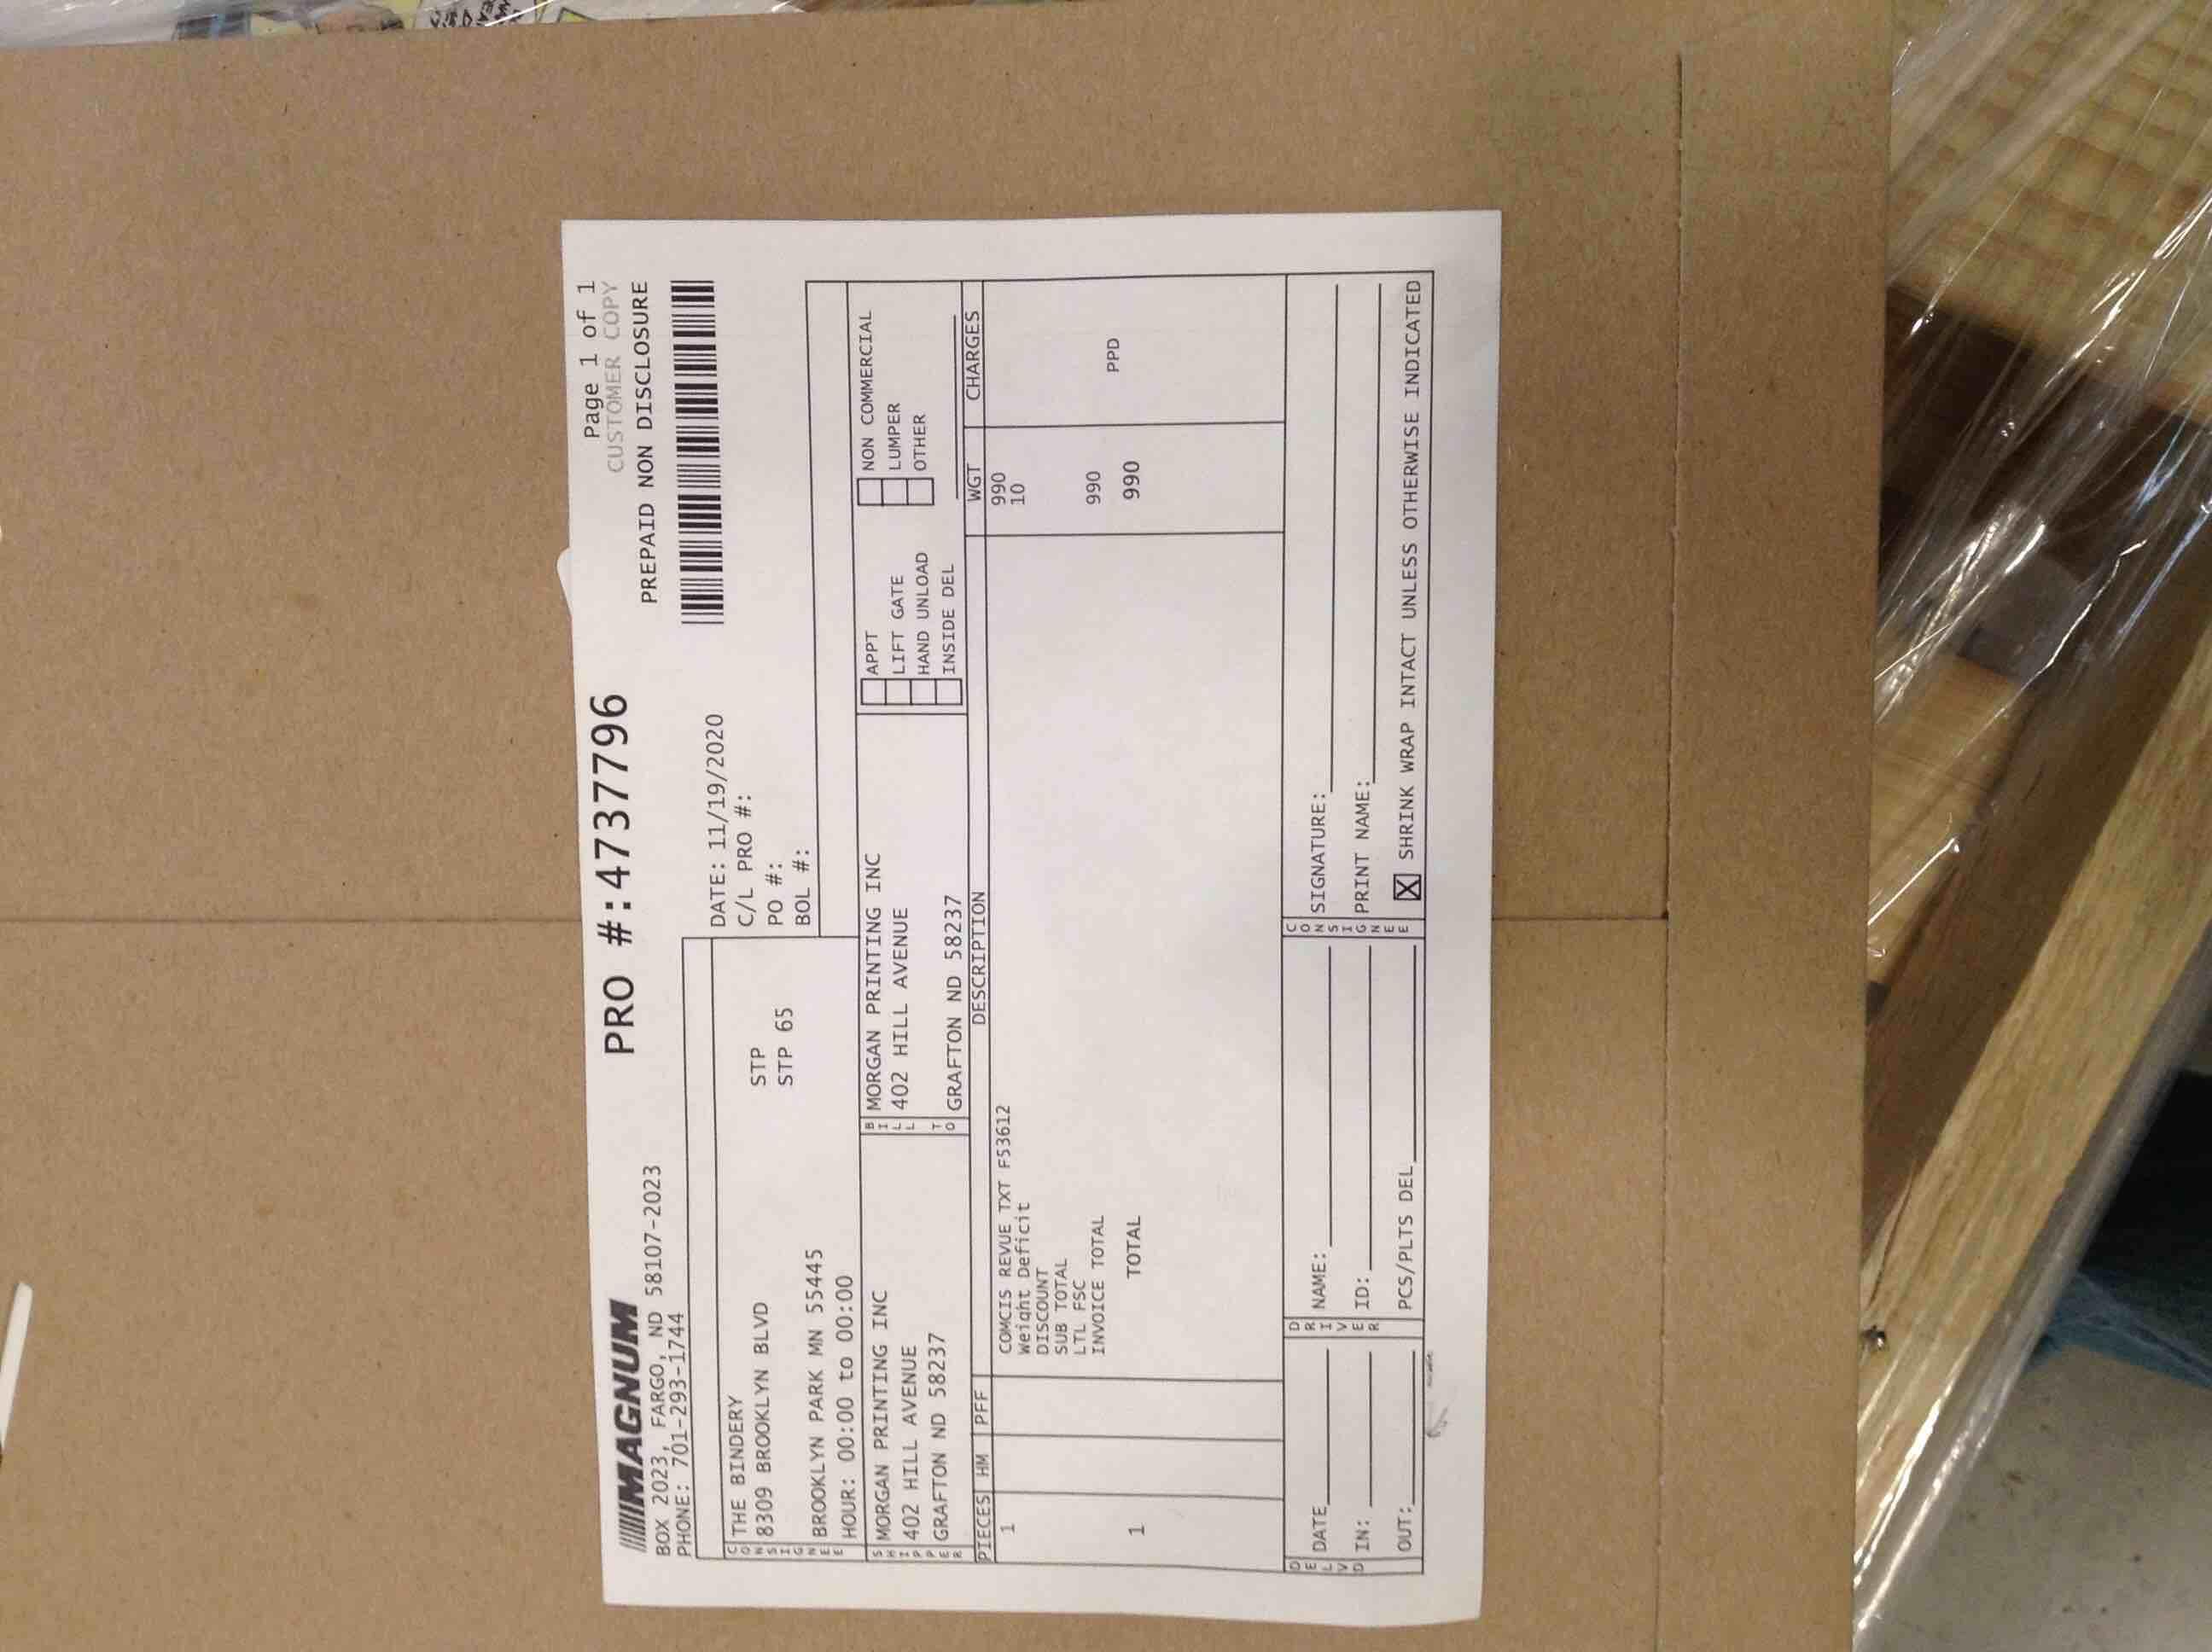 Page 1 of 1
CUSTOMER COPY
PRO #:4737796
PREPAID NON DISCLOSURE
MAGNUM
BOX 2023, FARGO, ND 58107-2023
PHONE: 701-293-1744
DATE: 11/19/2020
C/L PRO #:
PO #:
BOL #:
CONSIGNEE
THE BINDERY
8309 BROOKLYN BLVD
STP
STP 65
BROOKLYN PARK MN 55445
HOUR: 00:00 to 00:00
SHIPPER
MORGAN PRINTING INC
402 HILL AVENUE
GRAFTON ND 58237
BILL TO
MORGAN PRINTING INC
402 HILL AVENUE
GRAFTON ND 58237
APPT
LIFT GATE
HAND UNLOAD
INSIDE DEL
NON COMMERCIAL
LUMPER
OTHER
PIECES HM PFF DESCRIPTION WGT CHARGES
1 COMCIS REVUE TXT F53612 990
Weight Deficit 10
DISCOUNT
SUB TOTAL
LTL FSC
INVOICE TOTAL 990 PPD
1 TOTAL 990
DELVD
DATE
IN:
OUT:
DRIVER
NAME:
ID:
PCS/PLTS DEL
CONSIGNEE
SIGNATURE:
PRINT NAME:
X SHRINK WRAP INTACT UNLESS OTHERWISE INDICATED